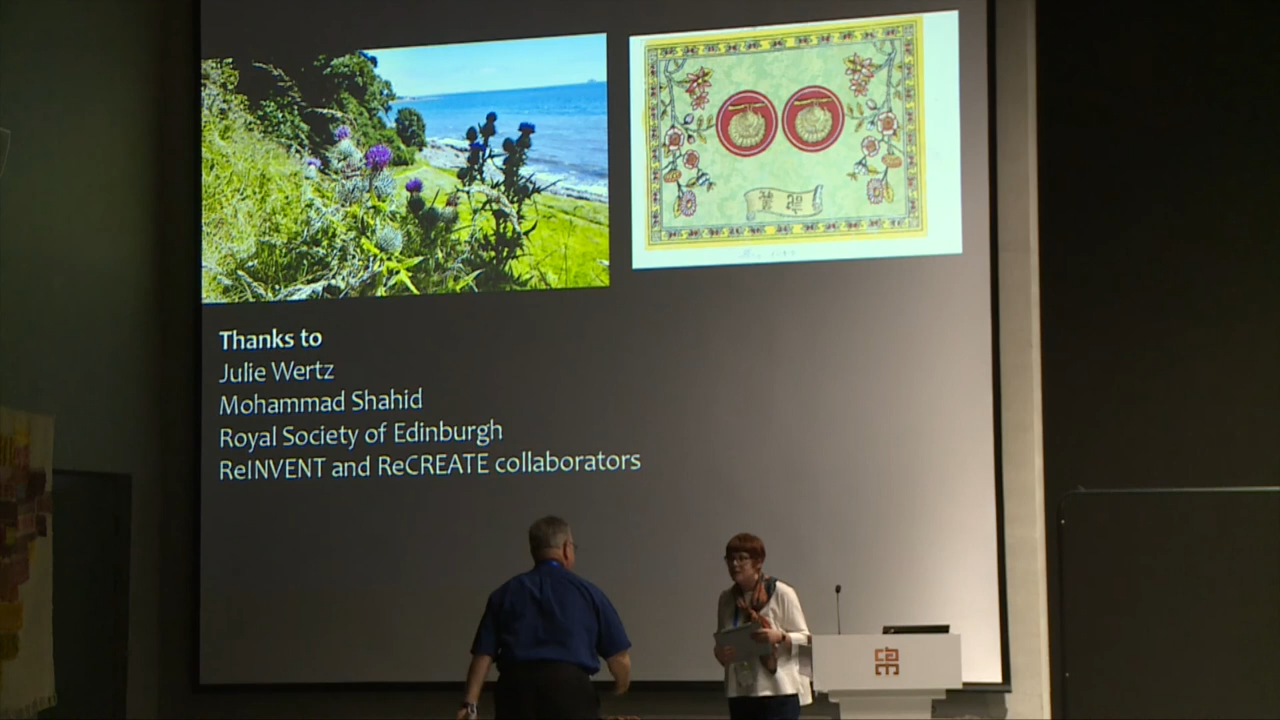 Thanks to
Julie Wertz
Mohammad Shahid
Royal Society of Edinburgh
ReINVENT and ReCREATE collaborators